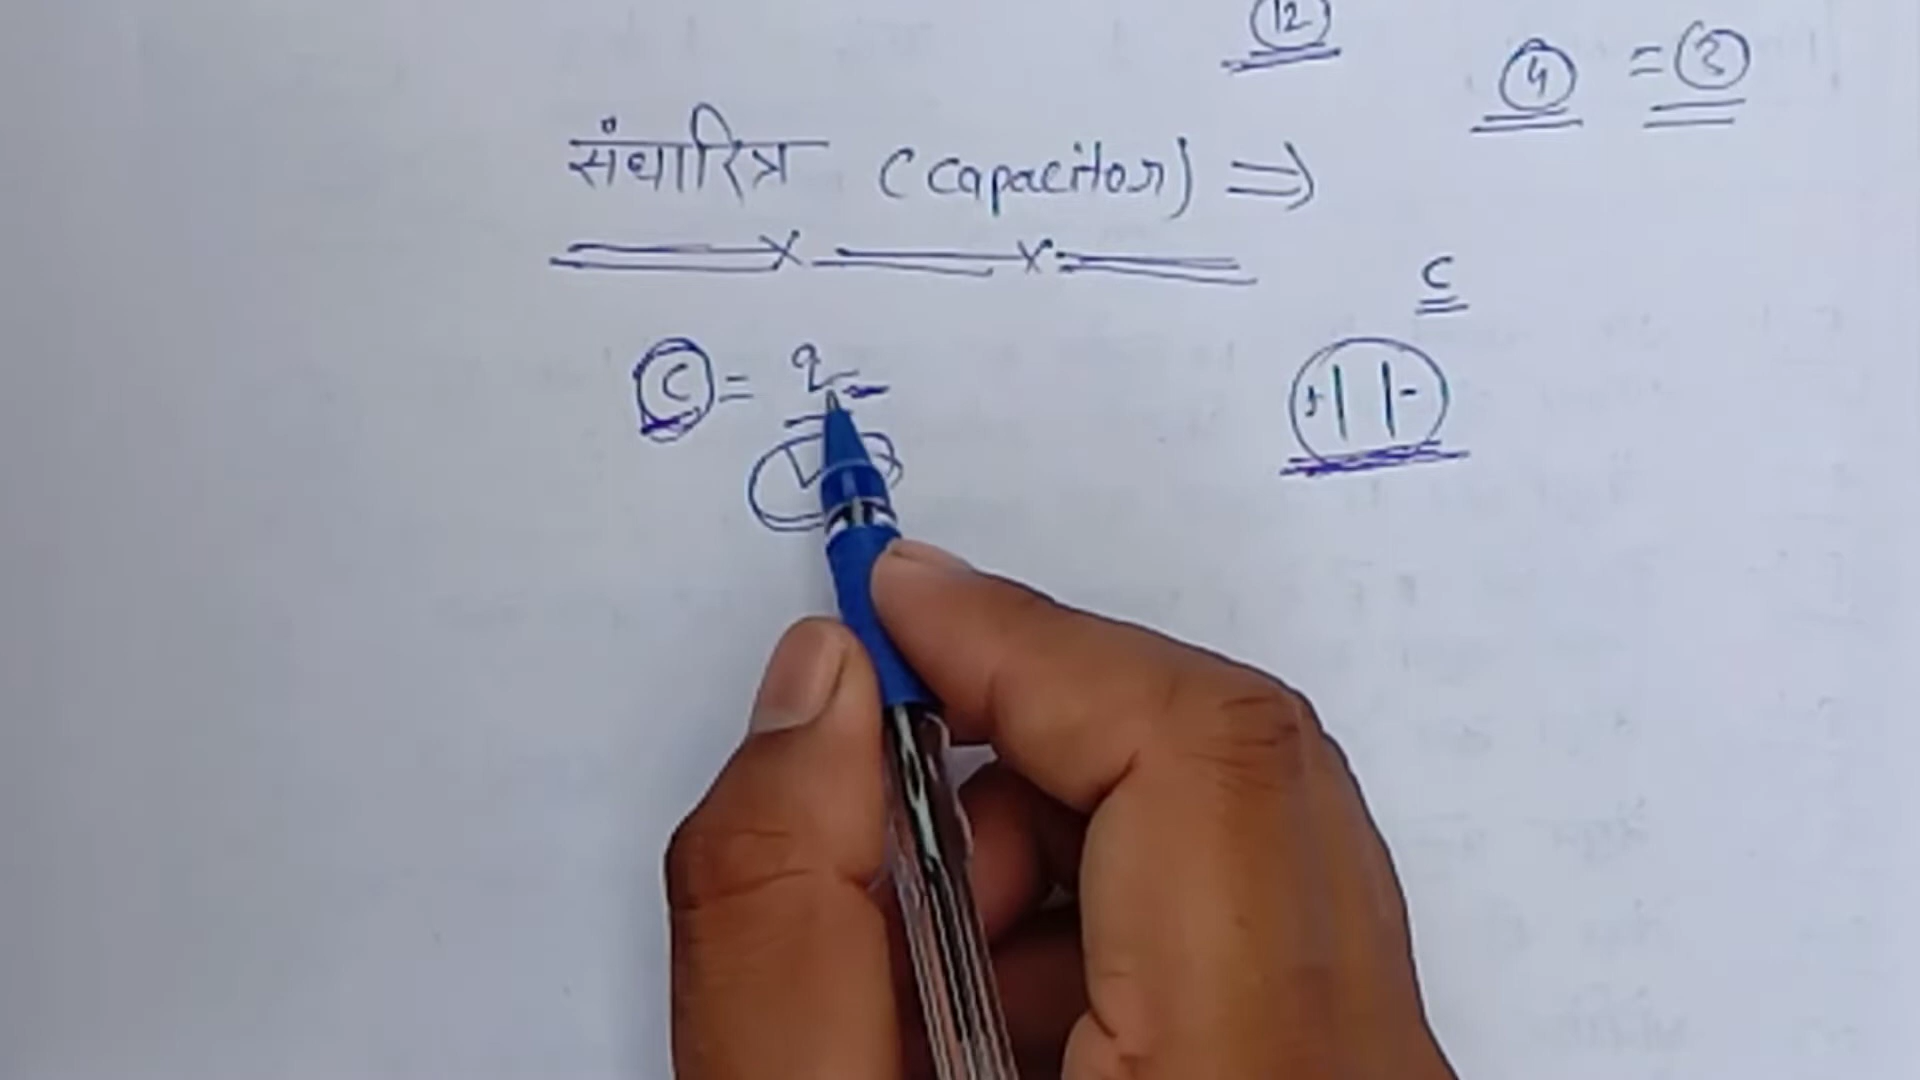 12
4 = 3
संधारित्र (Capacitor) ⇒
C
C = q
V
+ -